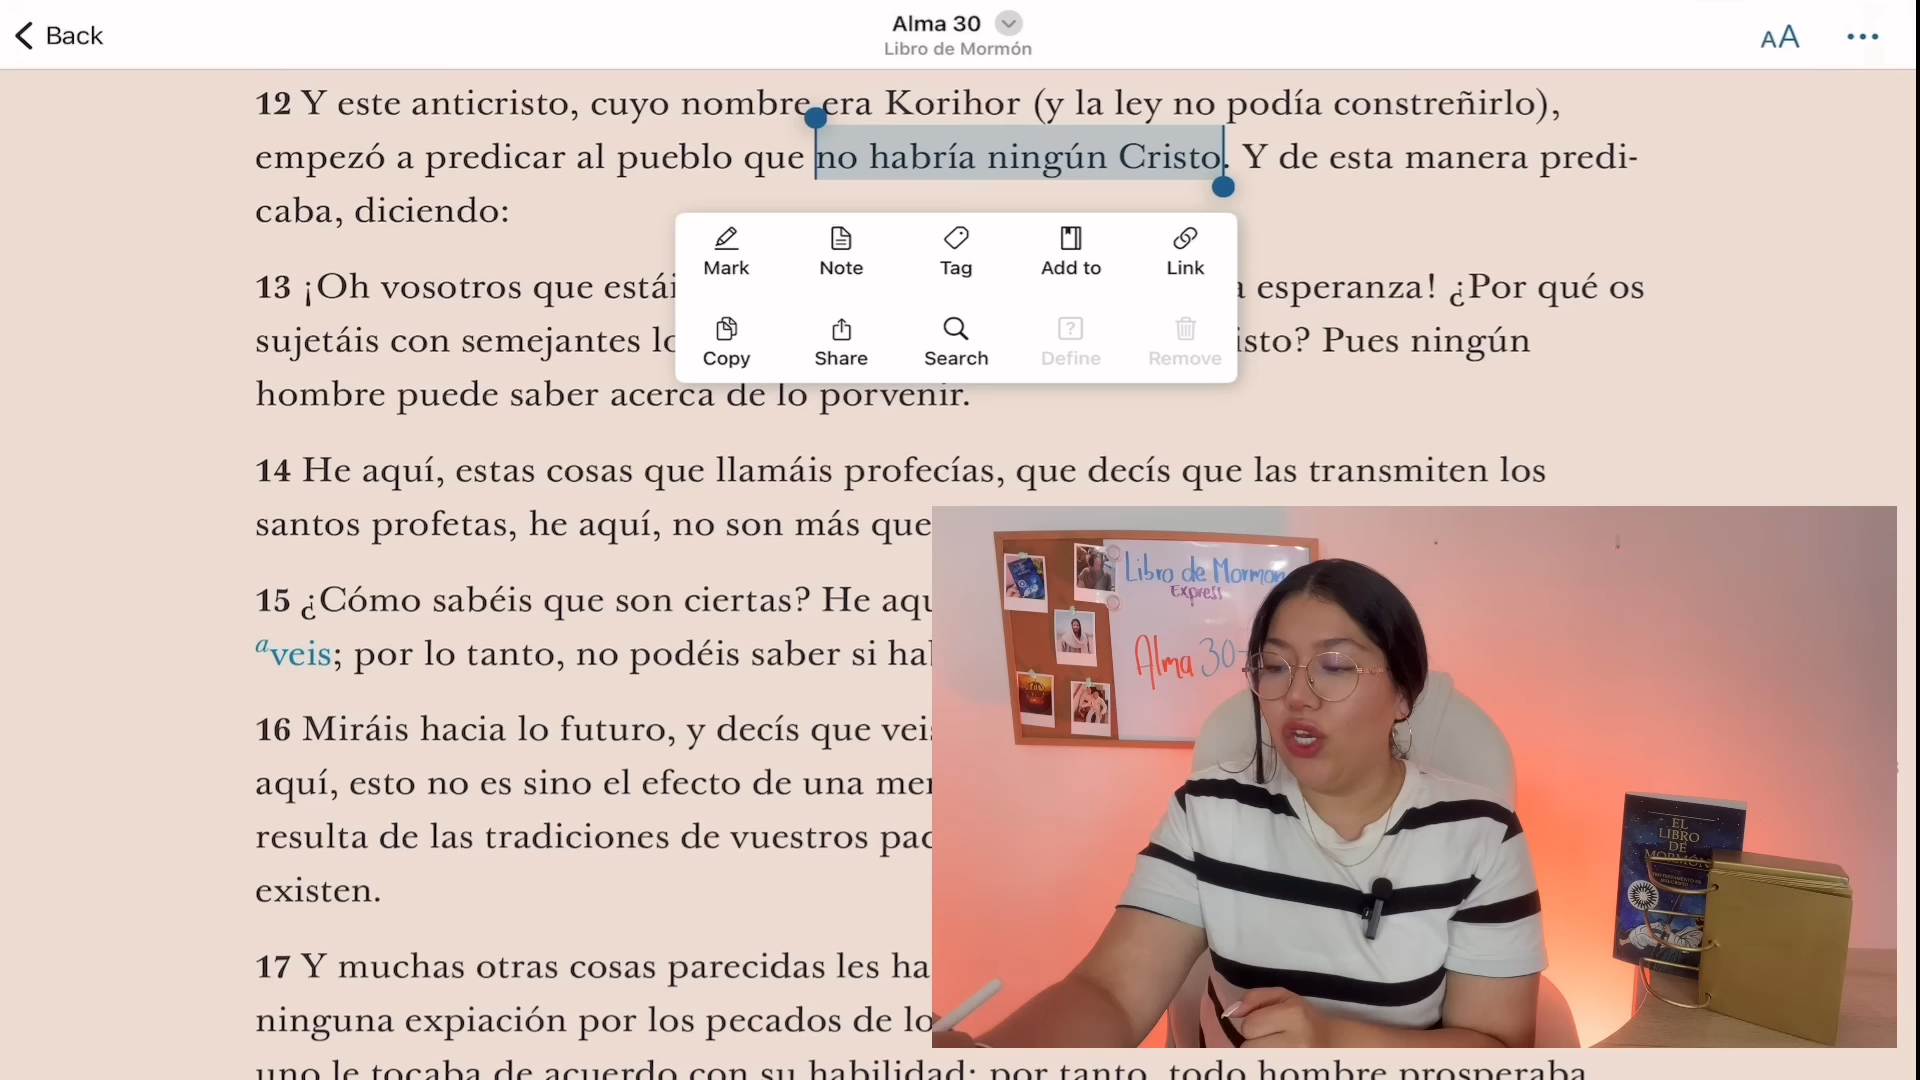 Back
Alma 30
Libro de Mormón
AA
12 Y este anticristo, cuyo nombre era Korihor (y la ley no podía constreñirlo),
empezó a predicar al pueblo que no habría ningún Cristo. Y de esta manera predi-
caba, diciendo:
Mark Note Tag Add to Link
Copy Share Search Define Remove
13 ¡Oh vosotros que estái esperanza! ¿Por qué os
sujetáis con semejantes lo isto? Pues ningún
hombre puede saber acerca de lo porvenir.
14 He aquí, estas cosas que llamáis profecías, que decís que las transmiten los
santos profetas, he aquí, no son más que
15 ¿Cómo sabéis que son ciertas? He aqu
a veis; por lo tanto, no podéis saber si ha
16 Miráis hacia lo futuro, y decís que veis
aquí, esto no es sino el efecto de una men
resulta de las tradiciones de vuestros pad
existen.
17 Y muchas otras cosas parecidas les ha
ninguna expiación por los pecados de lo
uno le tocaba de acuerdo con su habilidad; por tanto, todo hombre prosperaba
Libro de Mormon
Express
Alma 30-
EL
LIBRO
DE
MORMÓN